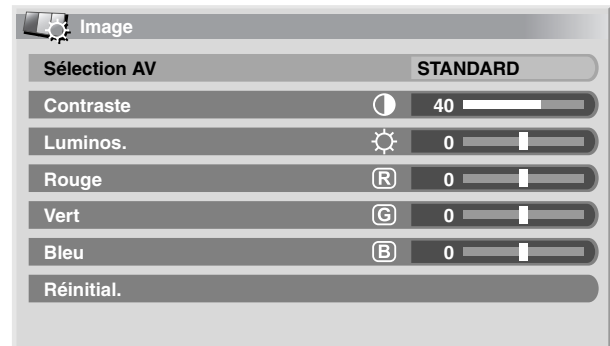 Image
Sélection AV STANDARD
Contraste 40
Luminos. 0
Rouge R 0
Vert G 0
Bleu B 0
Réinitial.